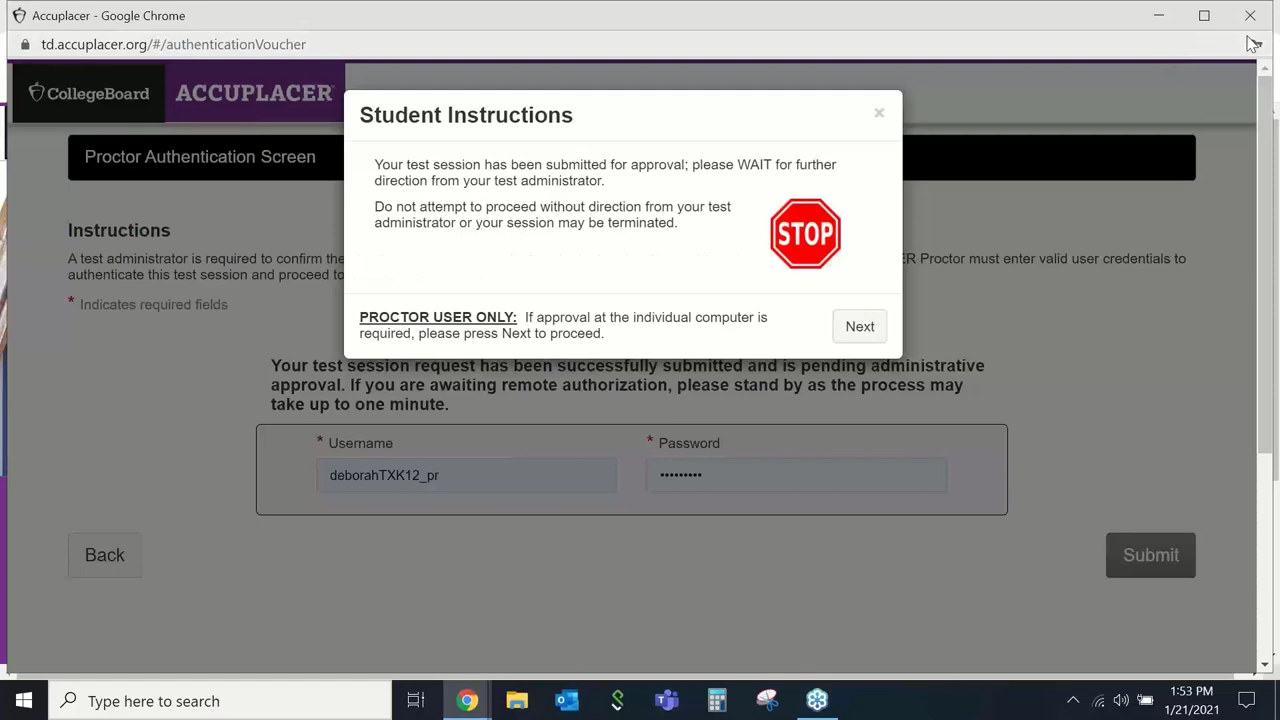 Accuplacer - Google Chrome
td.accuplacer.org/#/authenticationVoucher
CollegeBoard
ACCUPLACER
Proctor Authentication Screen
Student Instructions
×
Your test session has been submitted for approval; please WAIT for further
direction from your test administrator.
Do not attempt to proceed without direction from your test
administrator or your session may be terminated.
STOP
PROCTOR USER ONLY: If approval at the individual computer is
required, please press Next to proceed.
Next
Instructions
A test administrator is required to confirm the
ER Proctor must enter valid user credentials to
authenticate this test session and proceed to
* Indicates required fields
Your test session request has been successfully submitted and is pending administrative
approval. If you are awaiting remote authorization, please stand by as the process may
take up to one minute.
* Username
* Password
deborahTXK12_pr
•••••••••
Back
Submit
Type here to search
1:53 PM
1/21/2021